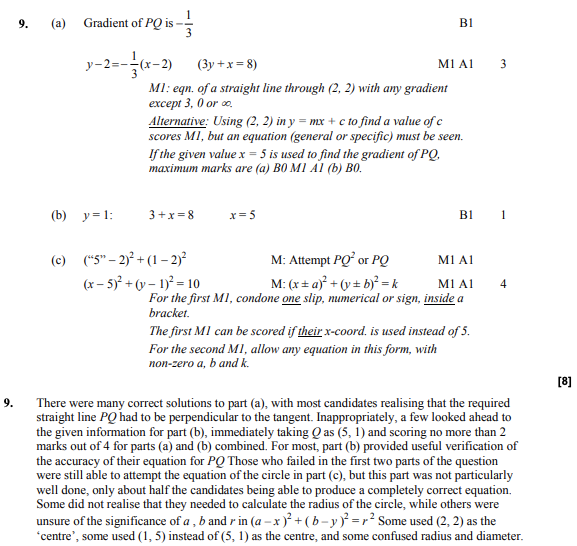 9. (a) Gradient of PQ is −1/3 B1
y − 2 = −1/3(x − 2) (3y + x = 8) M1 A1 3
M1: eqn. of a straight line through (2, 2) with any gradient
except 3, 0 or ∞.
Alternative: Using (2, 2) in y = mx + c to find a value of c
scores M1, but an equation (general or specific) must be seen.
If the given value x = 5 is used to find the gradient of PQ,
maximum marks are (a) B0 M1 A1 (b) B0.
(b) y = 1: 3 + x = 8 x = 5 B1 1
(c) (“5” – 2)² + (1 – 2)² M: Attempt PQ² or PQ M1 A1
(x – 5)² + (y – 1)² = 10 M: (x ± a)² + (y ± b)² = k M1 A1 4
For the first M1, condone one slip, numerical or sign, inside a
bracket.
The first M1 can be scored if their x-coord. is used instead of 5.
For the second M1, allow any equation in this form, with
non-zero a, b and k.
[8]
9. There were many correct solutions to part (a), with most candidates realising that the required
straight line PQ had to be perpendicular to the tangent. Inappropriately, a few looked ahead to
the given information for part (b), immediately taking Q as (5, 1) and scoring no more than 2
marks out of 4 for parts (a) and (b) combined. For most, part (b) provided useful verification of
the accuracy of their equation for PQ Those who failed in the first two parts of the question
were still able to attempt the equation of the circle in part (c), but this part was not particularly
well done, only about half the candidates being able to produce a completely correct equation.
Some did not realise that they needed to calculate the radius of the circle, while others were
unsure of the significance of a , b and r in (a – x )² + ( b – y )² = r² Some used (2, 2) as the
‘centre’, some used (1, 5) instead of (5, 1) as the centre, and some confused radius and diameter.